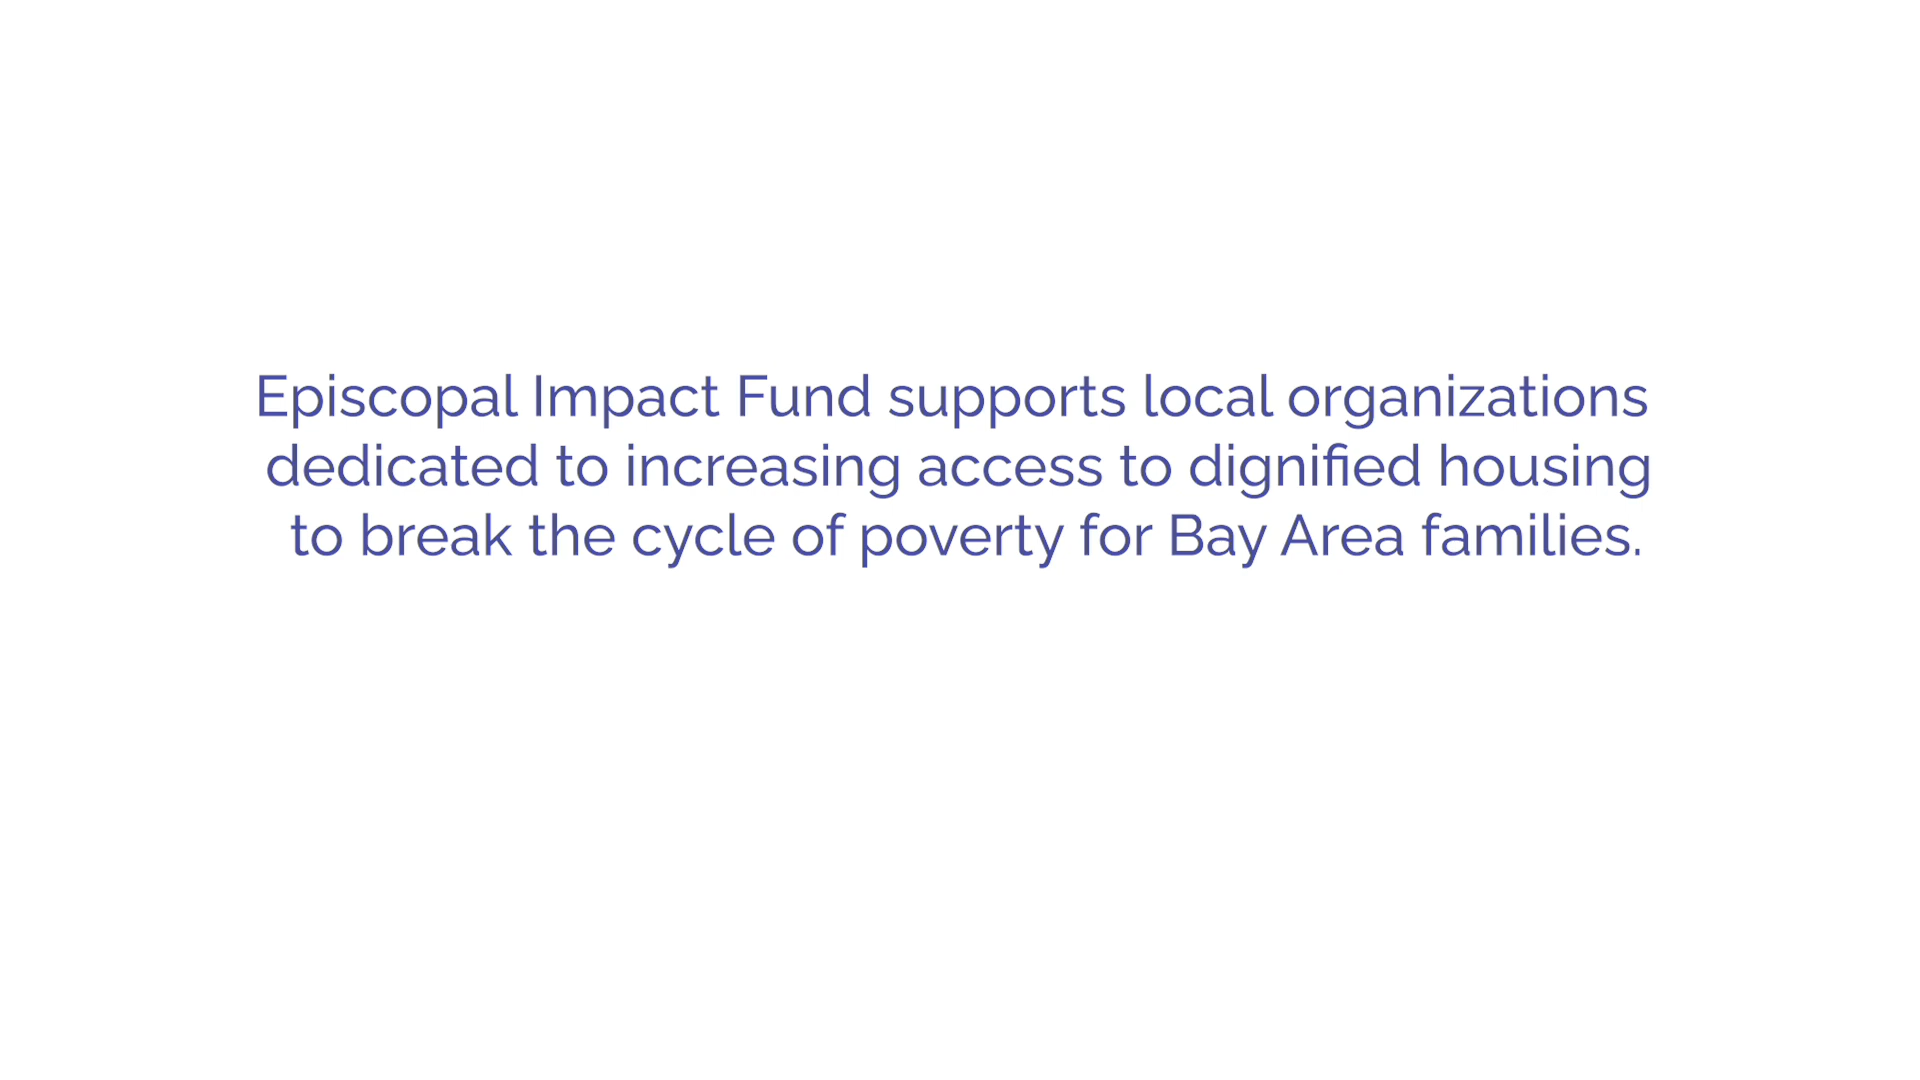 Episcopal Impact Fund supports local organizations
dedicated to increasing access to dignified housing
to break the cycle of poverty for Bay Area families.